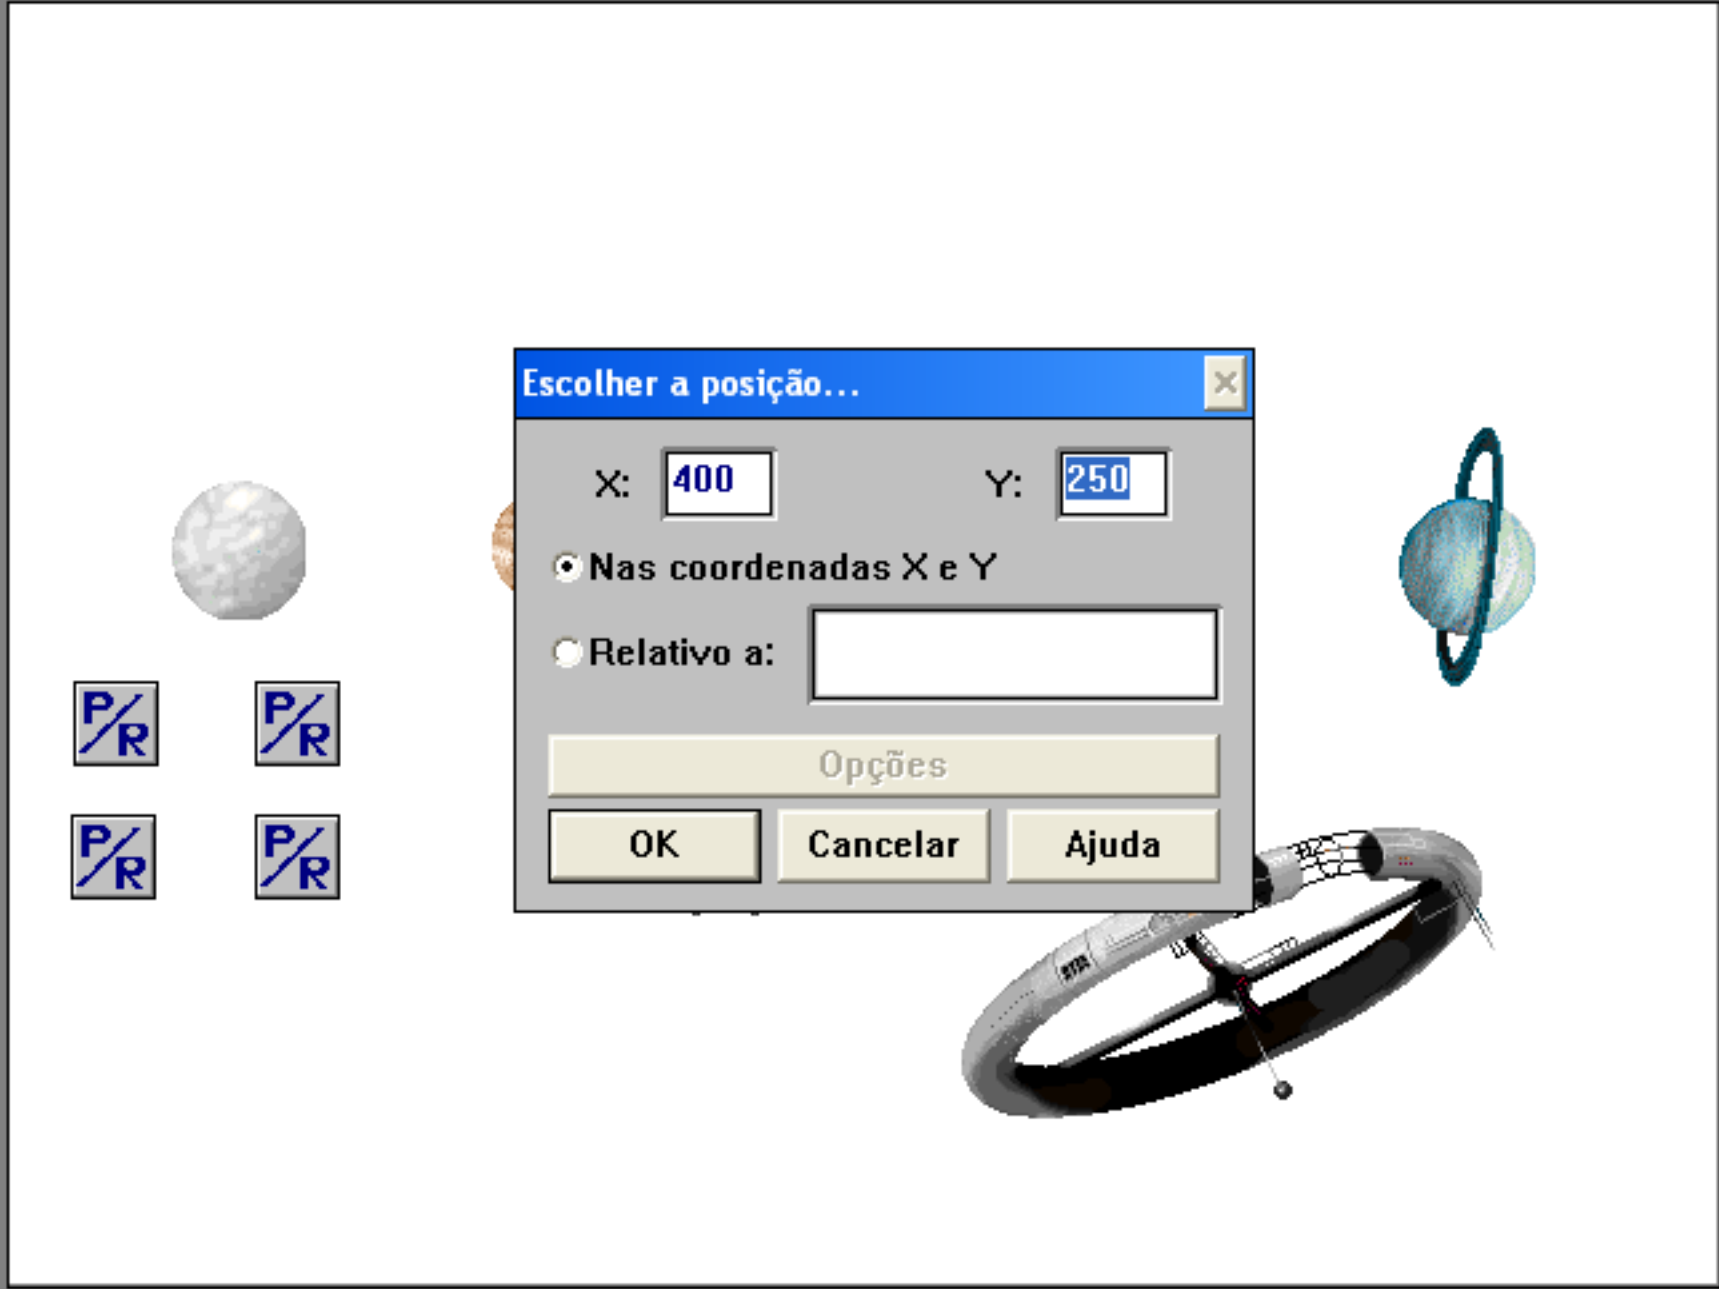 Escolher a posição...
X: 400 Y: 250
Nas coordenadas X e Y
Relativo a:
P/R P/R
Opções
OK Cancelar Ajuda
P/R P/R